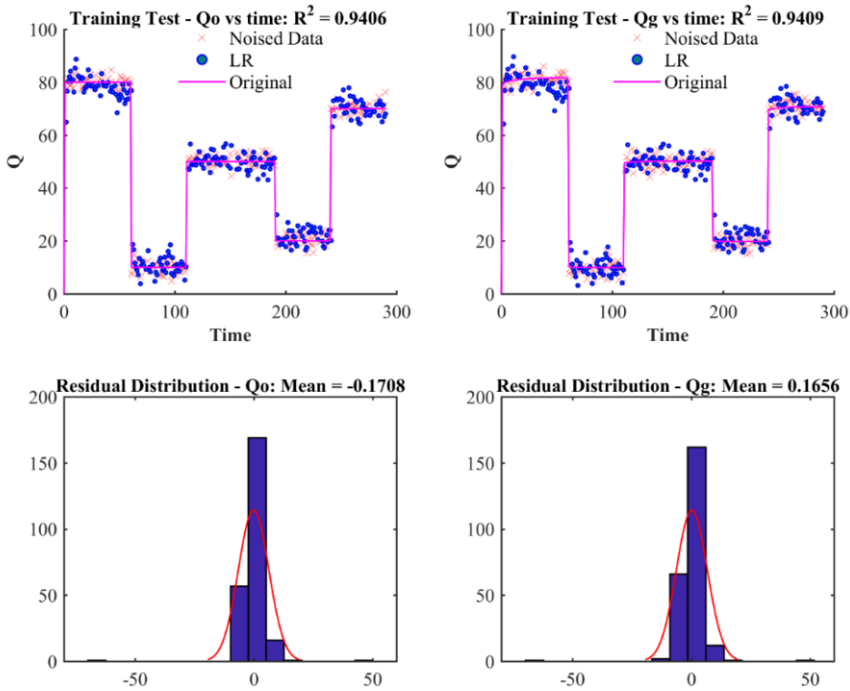 Training Test - Qo vs time: R² = 0.9406
Noised Data
LR
Original
100
80
60
40
20
0
Q
0
100
200
300
Time
Training Test - Qg vs time: R² = 0.9409
Noised Data
LR
Original
100
80
60
40
20
0
Q
0
100
200
300
Time
Residual Distribution - Qo: Mean = -0.1708
200
150
100
50
0
-50
0
50
Residual Distribution - Qg: Mean = 0.1656
200
150
100
50
0
-50
0
50